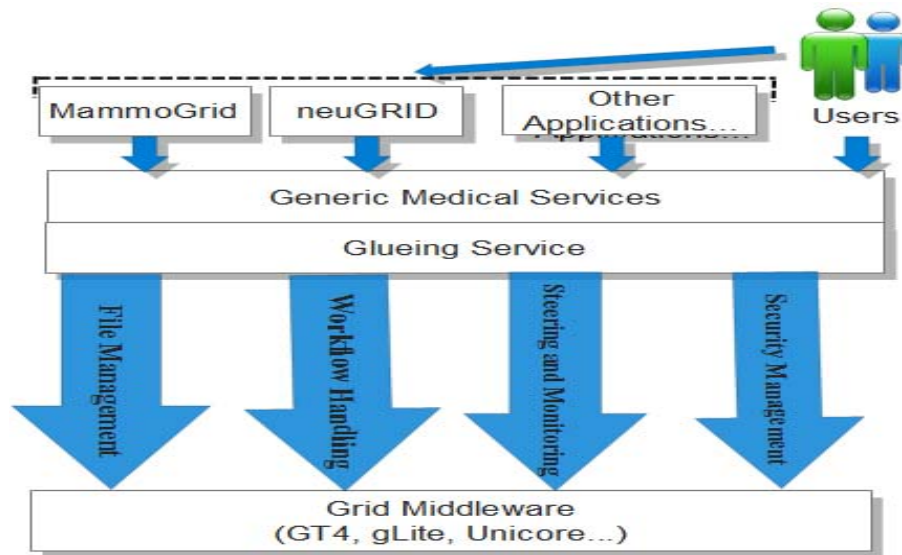 MammoGrid
neuGRID
Other
Applications...
Users
Generic Medical Services
Glueing Service
File Management
Workflow Handling
Steering and Monitoring
Security Management
Grid Middleware
(GT4, gLite, Unicore...)